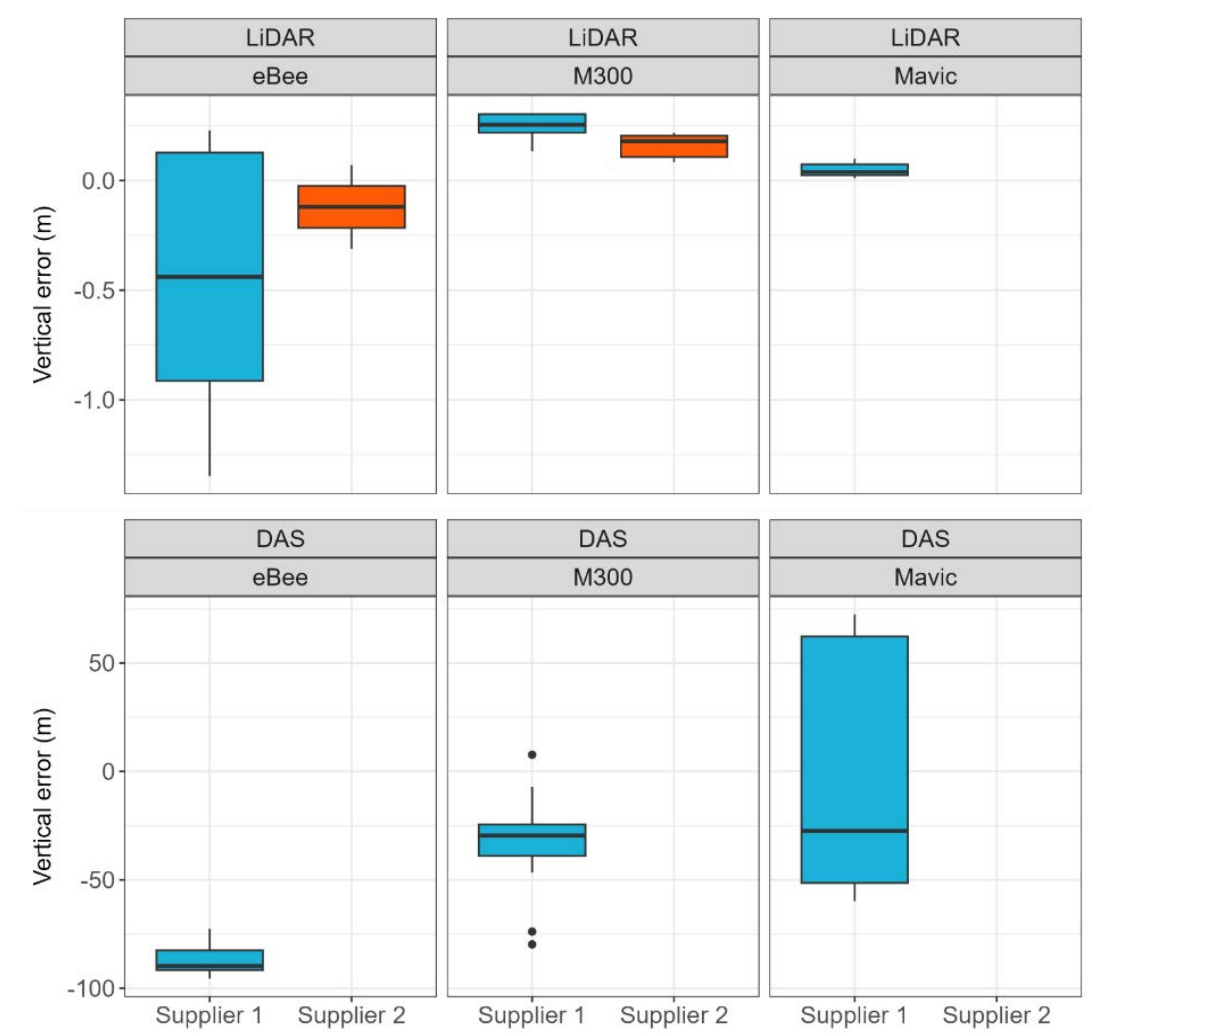 LiDAR LiDAR LiDAR
eBee M300 Mavic
Vertical error (m)
0.0
-0.5
-1.0
DAS DAS DAS
eBee M300 Mavic
Vertical error (m)
50
0
-50
-100
Supplier 1 Supplier 2 Supplier 1 Supplier 2 Supplier 1 Supplier 2